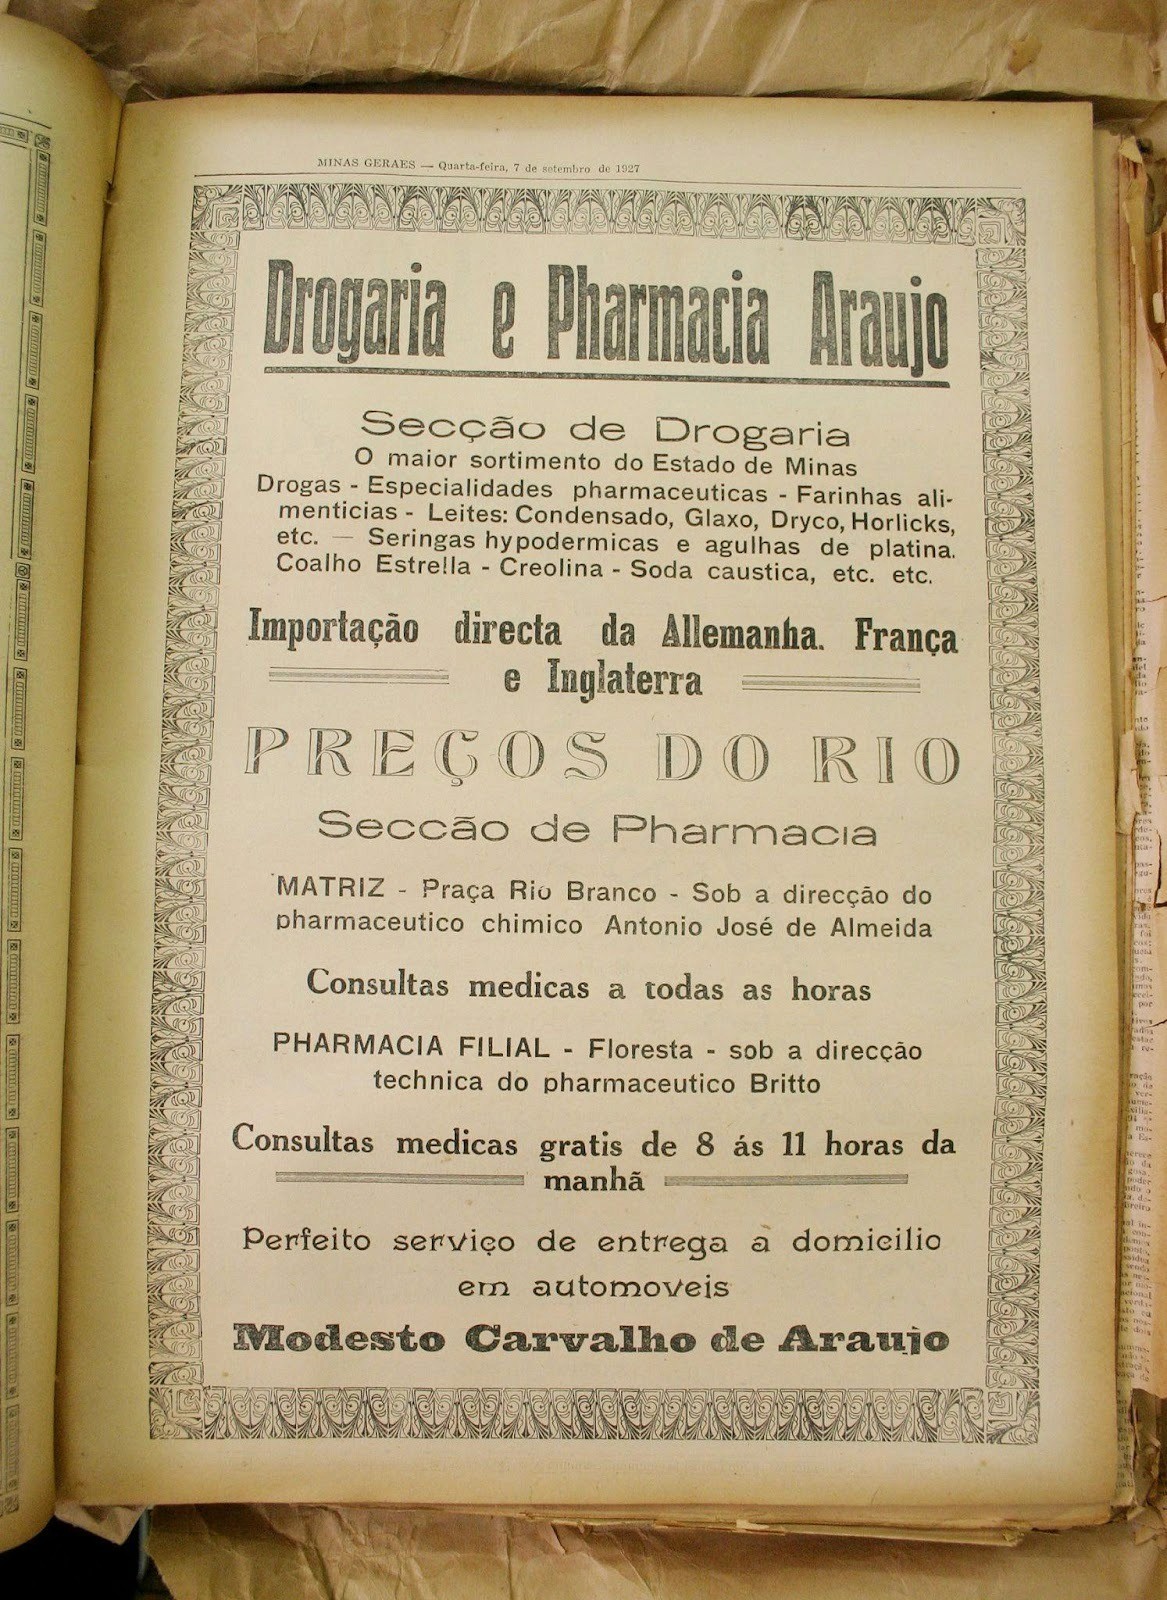 MINAS GERAES — Quarta-feira, 7 de setembro de 1927
Drogaria e Pharmacia Araujo
Secção de Drogaria
O maior sortimento do Estado de Minas
Drogas - Especialidades pharmaceuticas - Farinhas ali-
menticias - Leites: Condensado, Glaxo, Dryco, Horlicks,
etc. — Seringas hypodermicas e agulhas de platina.
Coalho Estrella - Creolina - Soda caustica, etc. etc.
Importação directa da Allemanha. França
e Inglaterra
PREÇOS DO RIO
Seccão de Pharmacia
MATRIZ - Praça Rio Branco - Sob a direcção do
pharmaceutico chimico Antonio José de Almeida
Consultas medicas a todas as horas
PHARMACIA FILIAL - Floresta - sob a direcção
technica do pharmaceutico Britto
Consultas medicas gratis de 8 ás 11 horas da
manhã
Perfeito serviço de entrega a domicilio
em automoveis
Modesto Carvalho de Araujo